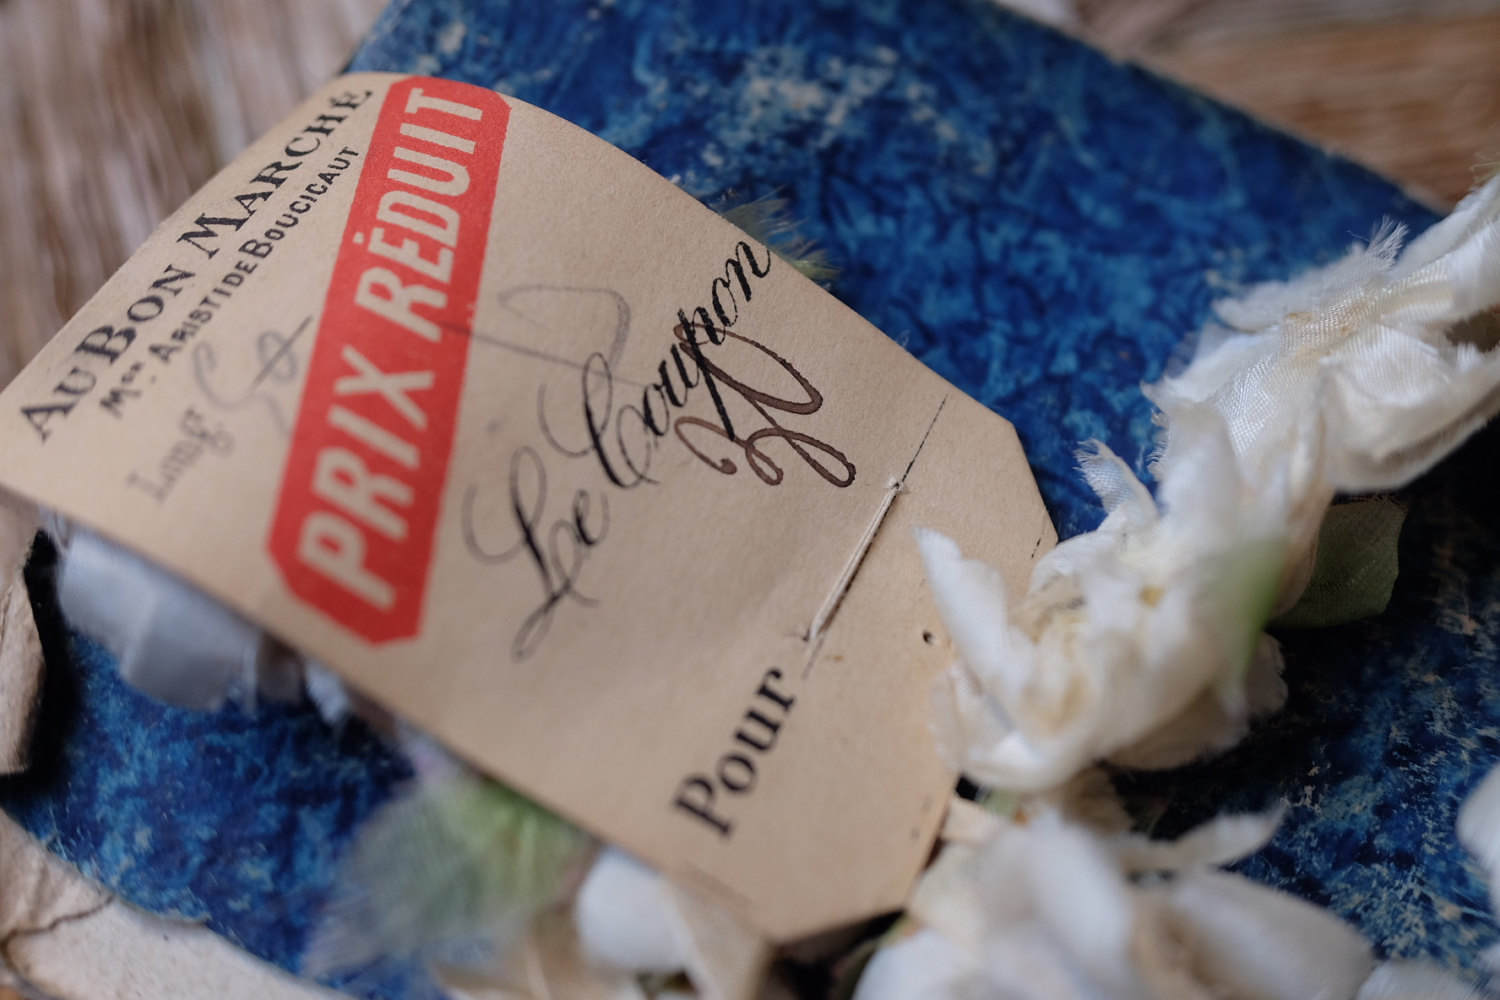 AU BON MARCHÉ
Mon. ARISTIDE BOUCICAUT
Long.
PRIX RÉDUIT
Le Coupon
Pour